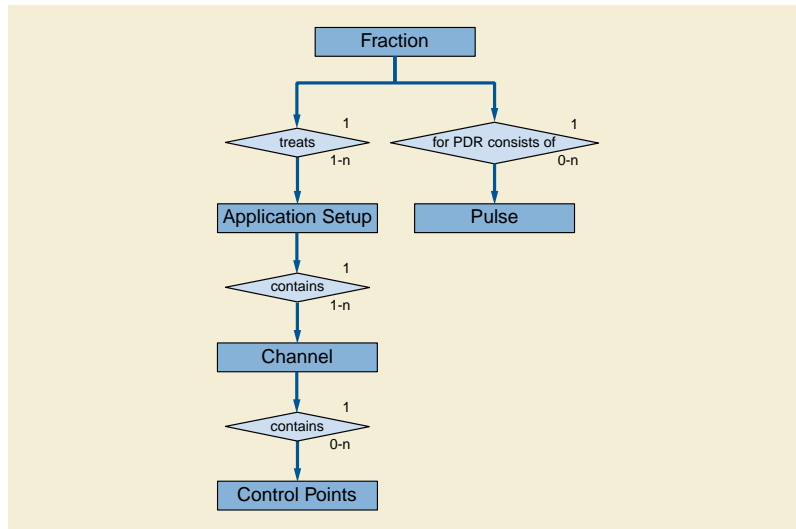 Fraction
1
1
treats
for PDR consists of
1-n
0-n
Application Setup
Pulse
1
contains
1-n
Channel
1
contains
0-n
Control Points